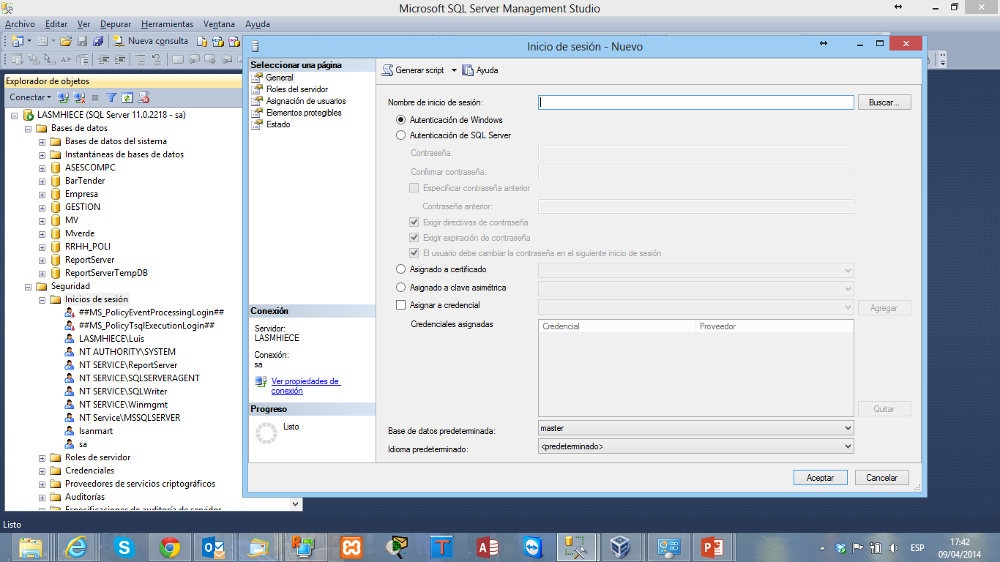 Microsoft SQL Server Management Studio
Archivo Editar Ver Depurar Herramientas Ventana Ayuda
Nueva consulta
Explorador de objetos
Conectar
LASMHIECE (SQL Server 11.0.2218 - sa)
Bases de datos
Bases de datos del sistema
Instantáneas de bases de datos
ASESCOMPC
BarTender
Empresa
GESTION
MV
Mverde
RRHH_POLI
ReportServer
ReportServerTempDB
Seguridad
Inicios de sesión
##MS_PolicyEventProcessingLogin##
##MS_PolicyTsqlExecutionLogin##
LASMHIECE\Luis
NT AUTHORITY\SYSTEM
NT SERVICE\ReportServer
NT SERVICE\SQLSERVERAGENT
NT SERVICE\SQLWriter
NT SERVICE\Winmgmt
NT Service\MSSQLSERVER
lsanmart
sa
Roles de servidor
Credenciales
Proveedores de servicios criptográficos
Auditorías
Especificaciones de auditoría de servidor
Listo
Inicio de sesión - Nuevo
Seleccionar una página
General
Roles del servidor
Asignación de usuarios
Elementos protegibles
Estado
Conexión
Servidor:
LASMHIECE
Conexión:
sa
Ver propiedades de
conexión
Progreso
Listo
Generar script Ayuda
Nombre de inicio de sesión: Buscar...
Autenticación de Windows
Autenticación de SQL Server
Contraseña:
Confirmar contraseña:
Especificar contraseña anterior
Contraseña anterior:
Exigir directivas de contraseña
Exigir expiración de contraseña
El usuario debe cambiar la contraseña en el siguiente inicio de sesión
Asignado a certificado
Asignado a clave asimétrica
Asignar a credencial Agregar
Credenciales asignadas Credencial Proveedor
Quitar
Base de datos predeterminada: master
Idioma predeterminado: <predeterminado>
Aceptar Cancelar
ESP
17:42
09/04/2014